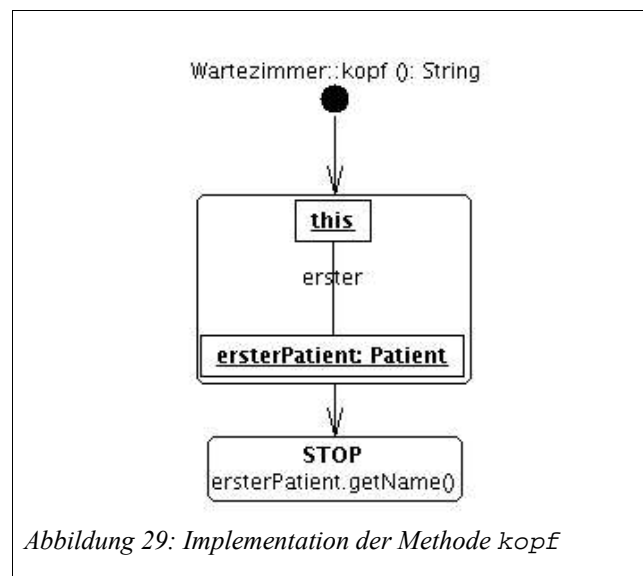 Wartezimmer::kopf (): String
this
erster
ersterPatient: Patient
STOP
ersterPatient.getName()
Abbildung 29: Implementation der Methode kopf